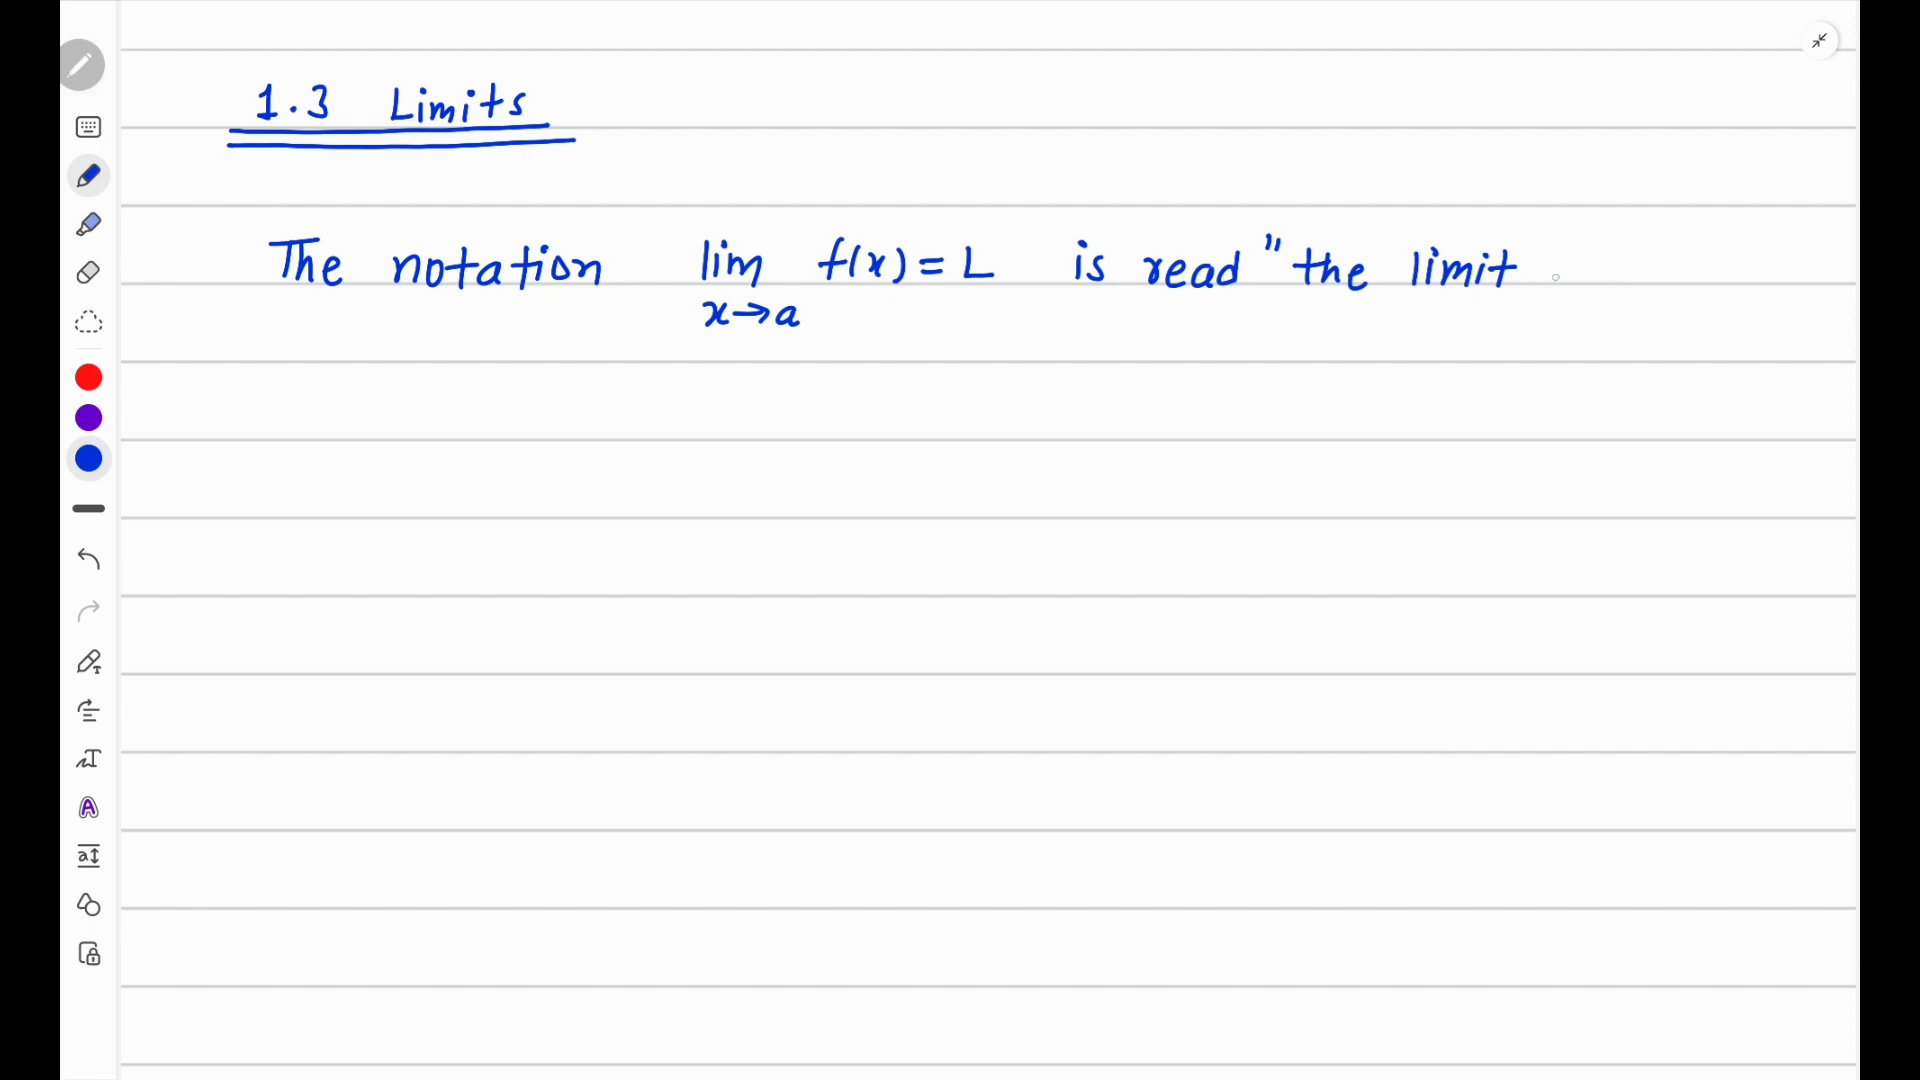 1.3 Limits
The notation lim f(x) = L is read "the limit
x→a